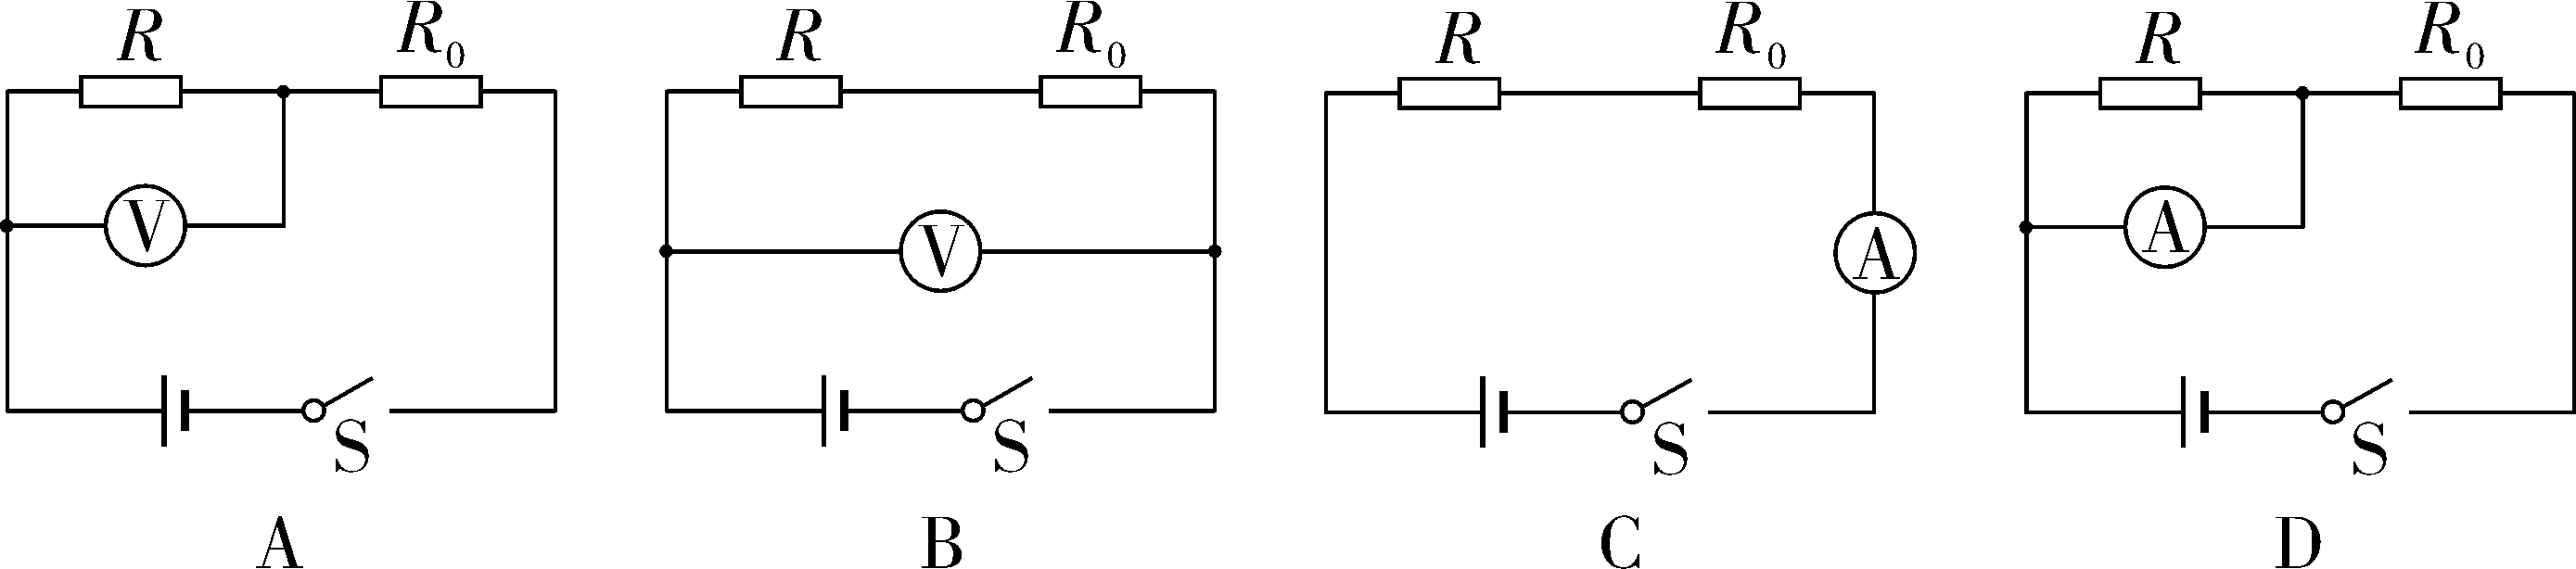 R R₀ R R₀ R R₀ R R₀
V V A A
S S S S
A B C D